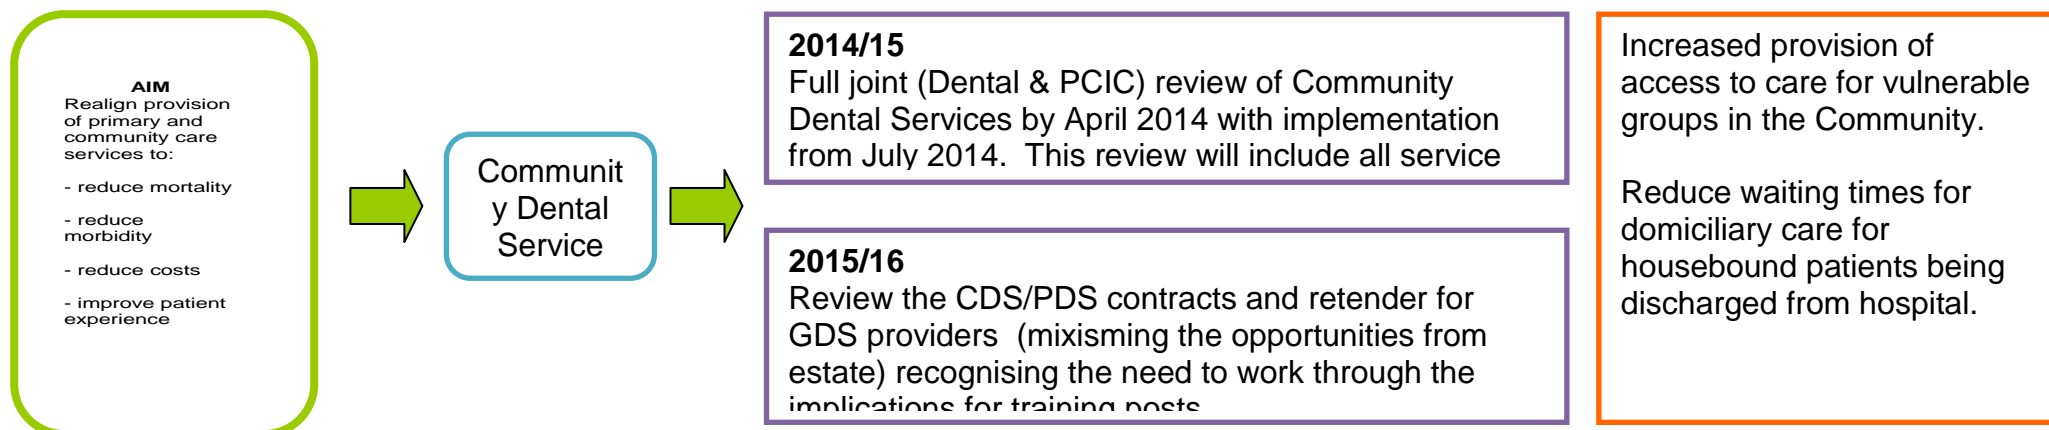 AIM
Realign provision
of primary and
community care
services to:
- reduce mortality
- reduce
morbidity
- reduce costs
- improve patient
experience
Communit
y Dental
Service
2014/15
Full joint (Dental & PCIC) review of Community
Dental Services by April 2014 with implementation
from July 2014.  This review will include all service
2015/16
Review the CDS/PDS contracts and retender for
GDS providers  (mixisming the opportunities from
estate) recognising the need to work through the
implications for training posts
Increased provision of
access to care for vulnerable
groups in the Community.
Reduce waiting times for
domiciliary care for
housebound patients being
discharged from hospital.